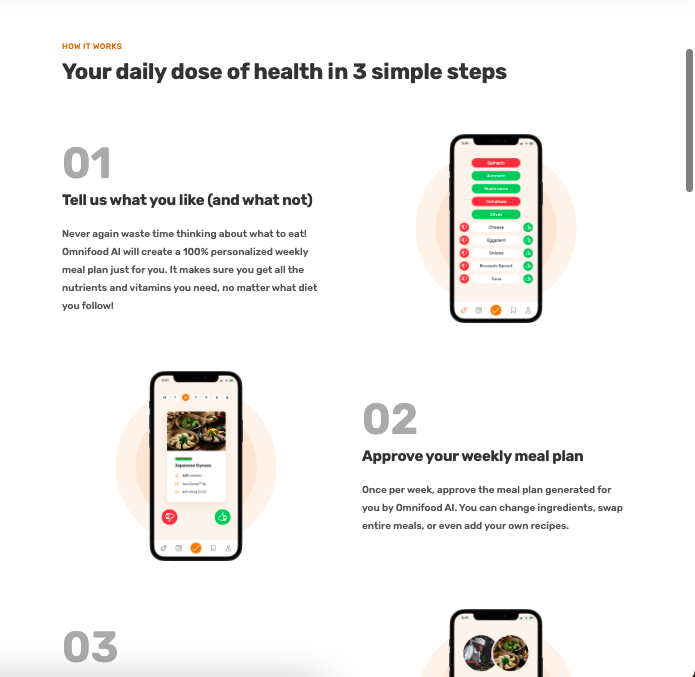 HOW IT WORKS
Your daily dose of health in 3 simple steps
01
Tell us what you like (and what not)
Never again waste time thinking about what to eat!
Omnifood AI will create a 100% personalized weekly
meal plan just for you. It makes sure you get all the
nutrients and vitamins you need, no matter what diet
you follow!
Spinach
Avocado
Mushrooms
Tomatoes
Olives
Cheese
Eggplant
Onions
Brussels Sprout
Tuna
Japanese Gyozas
02
Approve your weekly meal plan
Once per week, approve the meal plan generated for
you by Omnifood AI. You can change ingredients, swap
entire meals, or even add your own recipes.
03